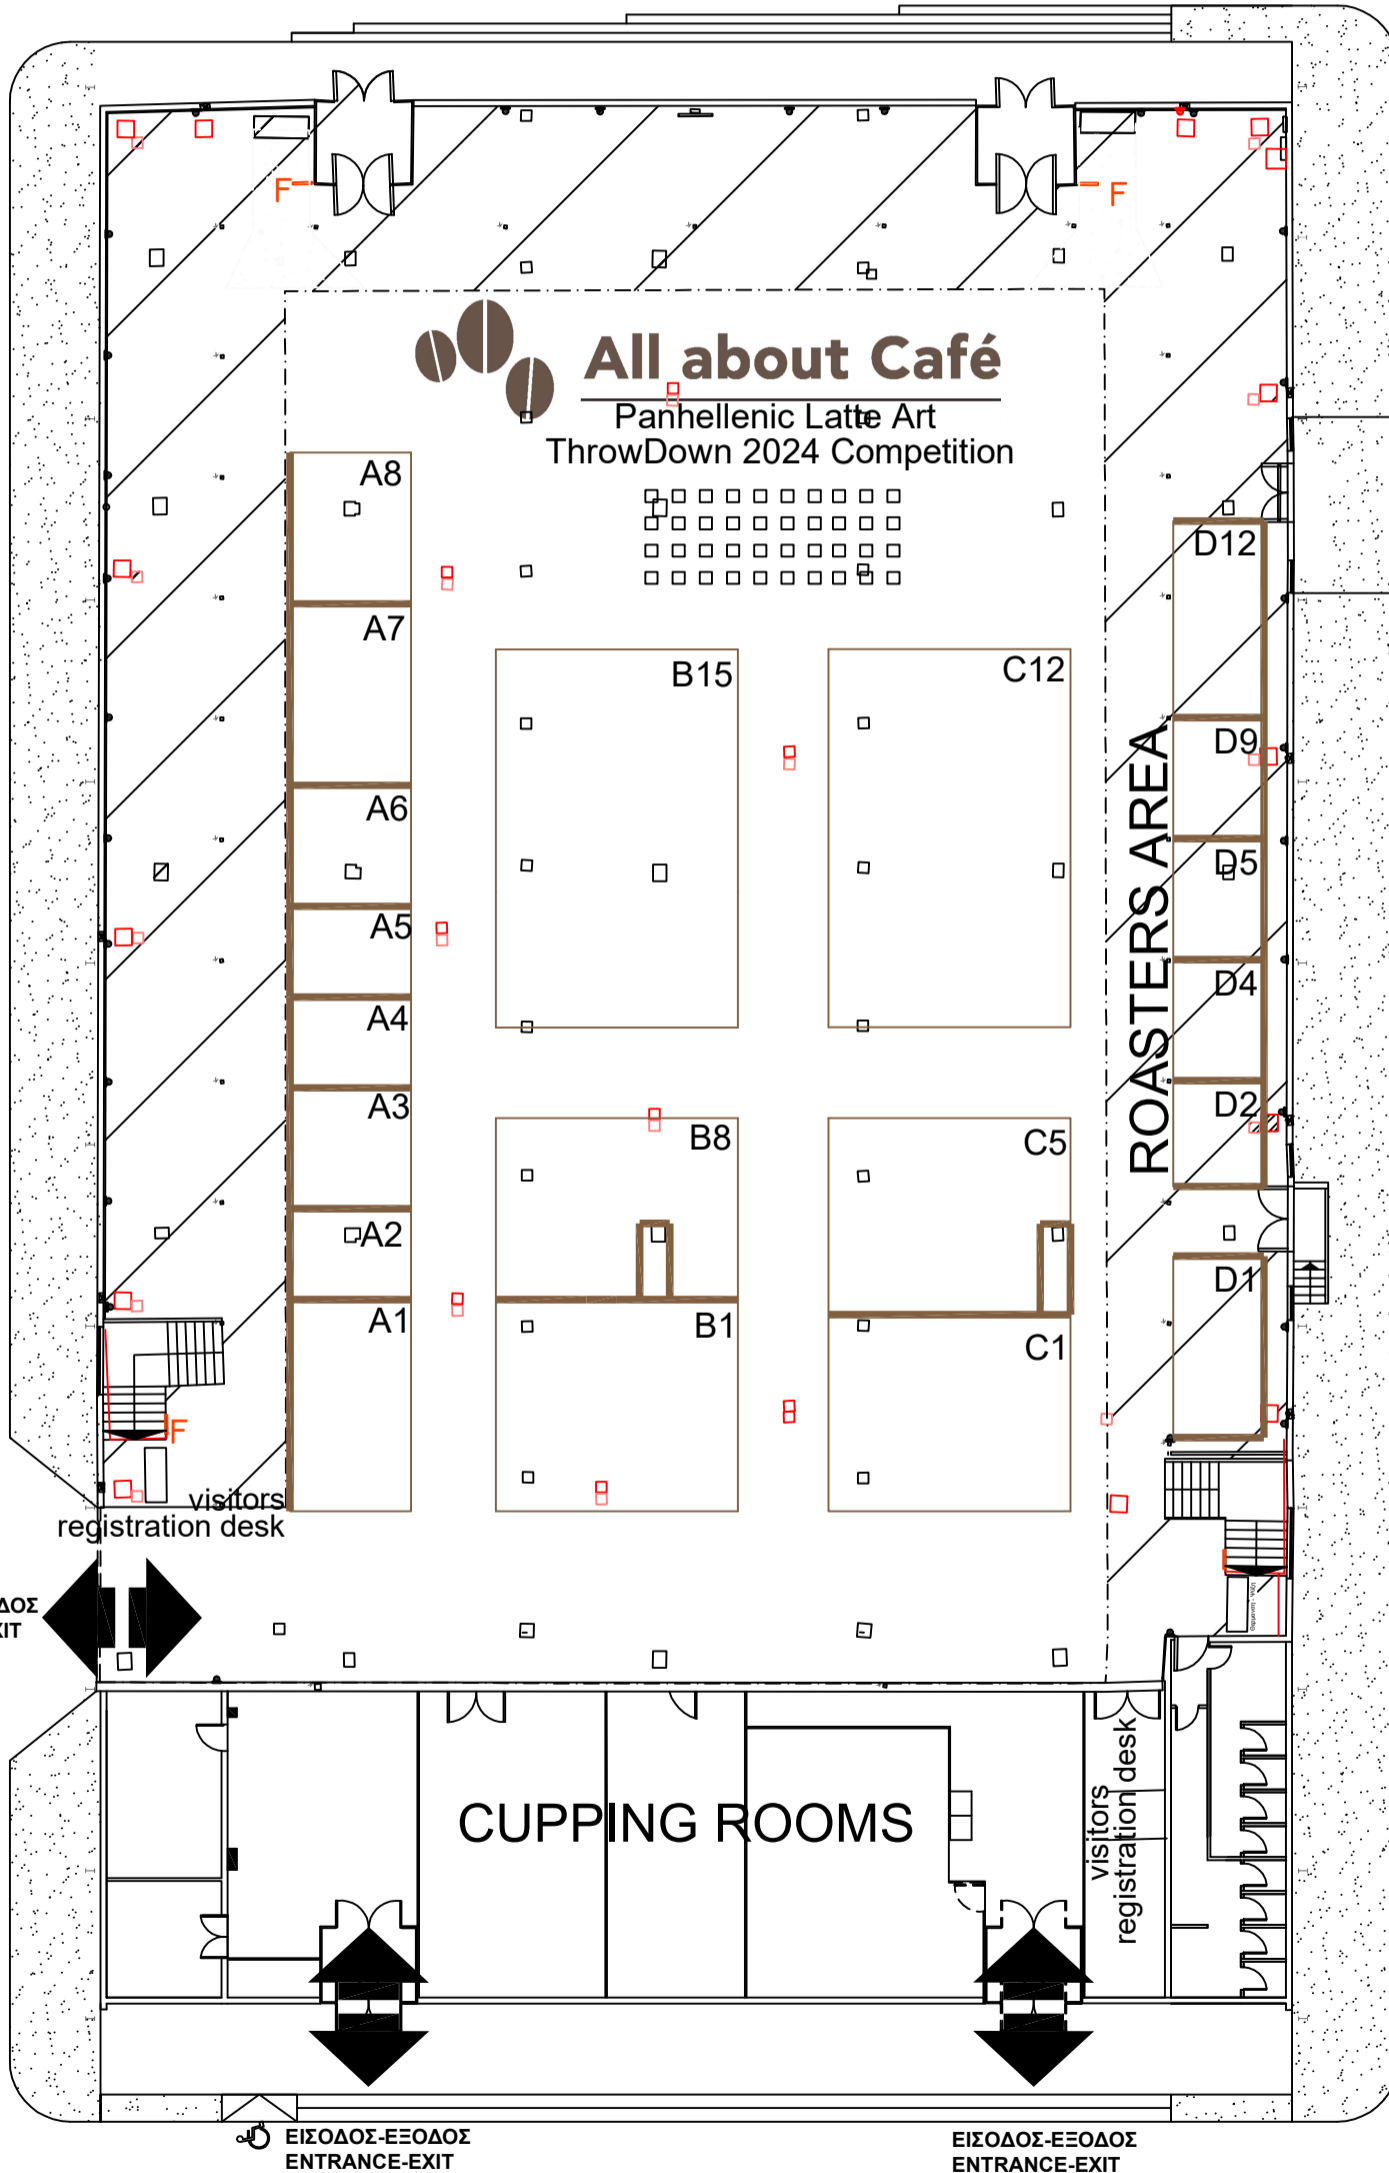 F
F
All about Café
Panhellenic Latte Art
ThrowDown 2024 Competition
A8
D12
A7
B15
C12
D9
A6
D5
A5
ROASTERS AREA
D4
A4
A3
D2
B8
C5
A2
D1
A1
B1
C1
F
visitors
registration desk
CUPPING ROOMS
visitors
registration desk
ΕΙΣΟΔΟΣ-ΕΞΟΔΟΣ
ENTRANCE-EXIT
ΕΙΣΟΔΟΣ-ΕΞΟΔΟΣ
ENTRANCE-EXIT